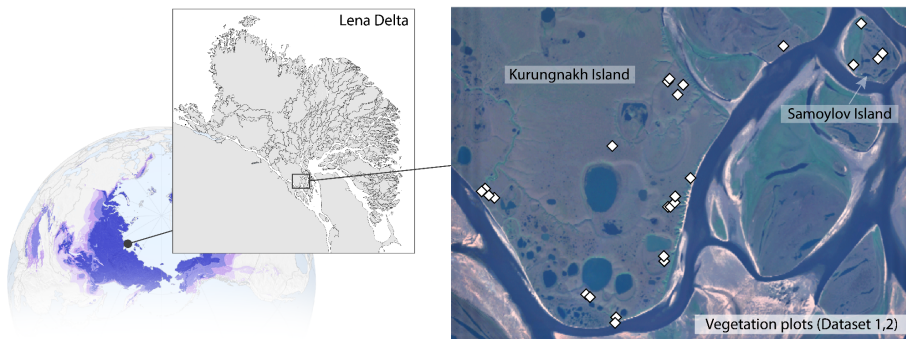 Lena Delta
Kurungnakh Island
Samoylov Island
Vegetation plots (Dataset 1,2)